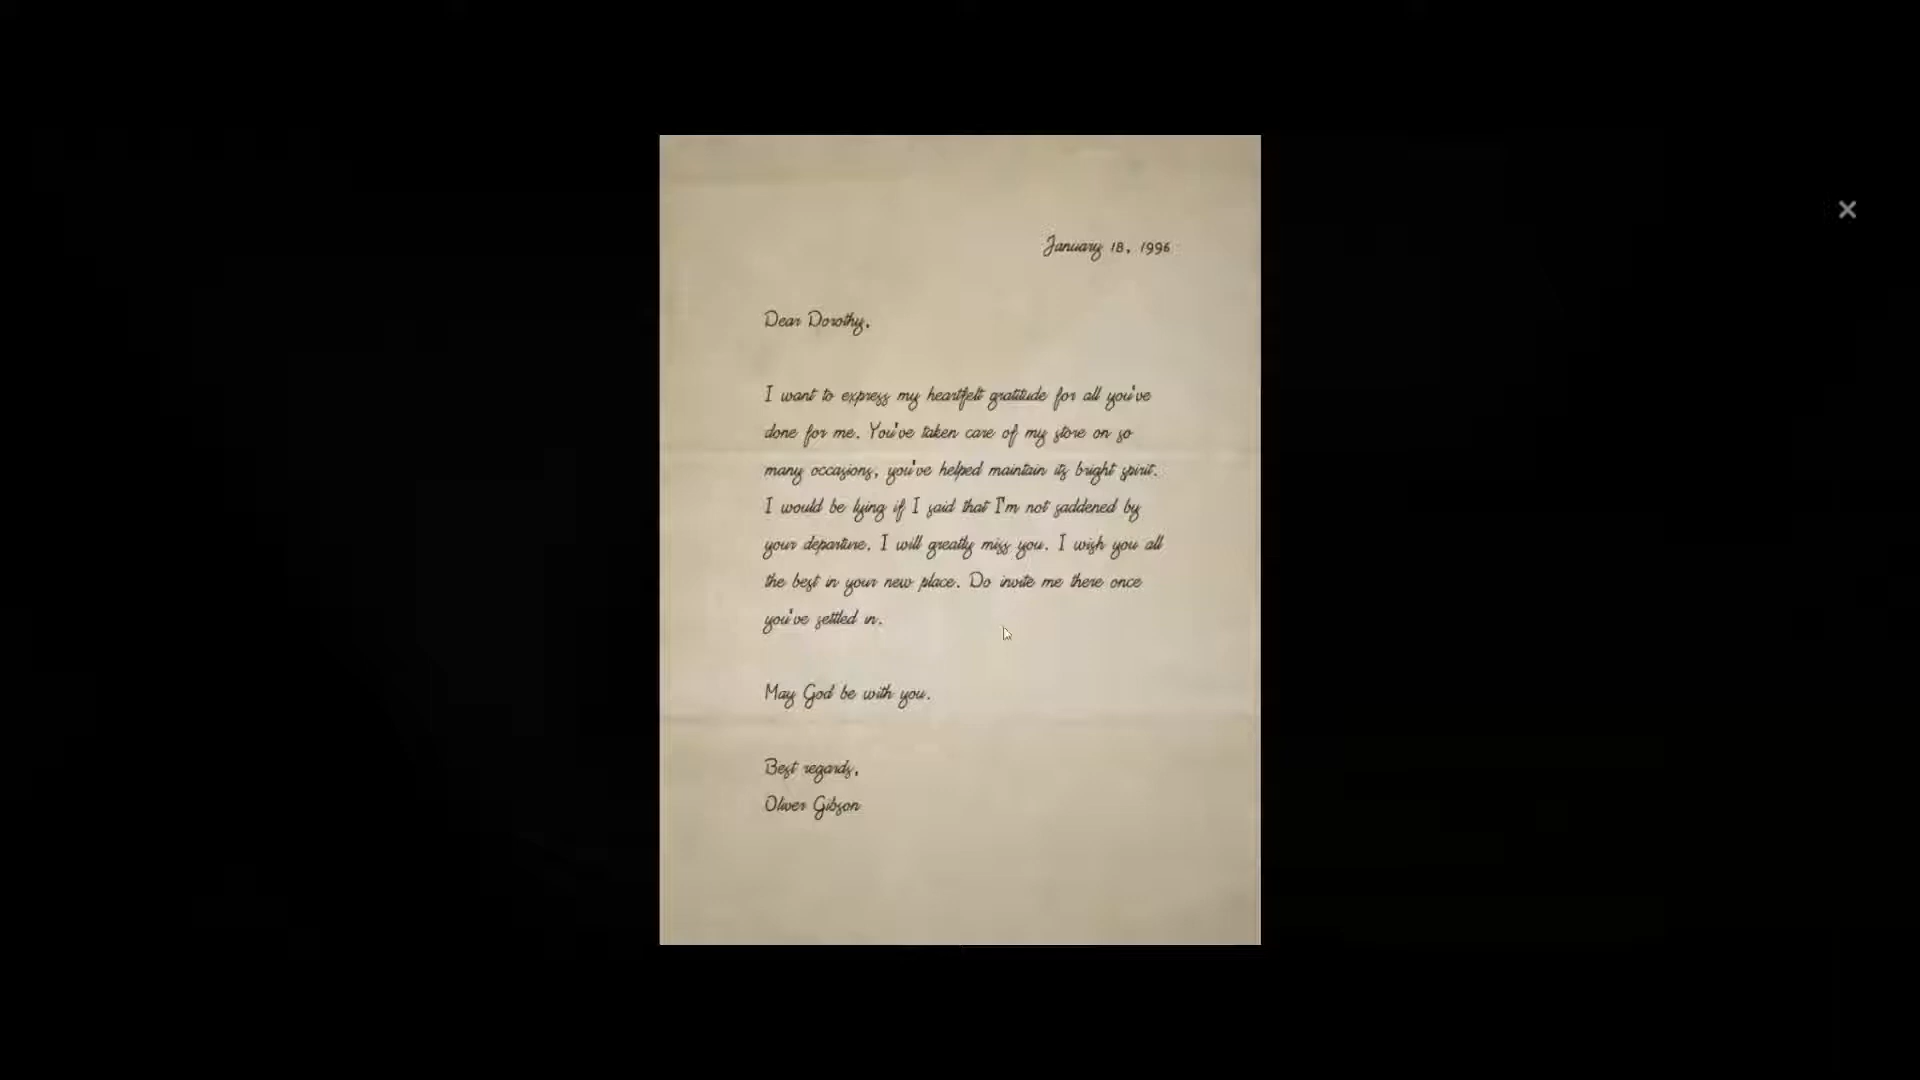 January 18, 1996
Dear Dorothy,
I want to express my heartfelt gratitude for all you've
done for me. You've taken care of my store on so
many occasions, you've helped maintain its bright spirit.
I would be lying if I said that I'm not saddened by
your departure. I will greatly miss you. I wish you all
the best in your new place. Do invite me there once
you've settled in.
May God be with you.
Best regards,
Oliver Gibson